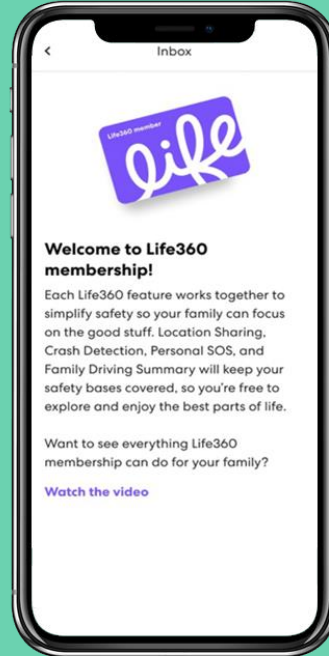 Inbox
Life360 member
life
Welcome to Life360
membership!
Each Life360 feature works together to
simplify safety so your family can focus
on the good stuff. Location Sharing,
Crash Detection, Personal SOS, and
Family Driving Summary will keep your
safety bases covered, so you're free to
explore and enjoy the best parts of life.
Want to see everything Life360
membership can do for your family?
Watch the video